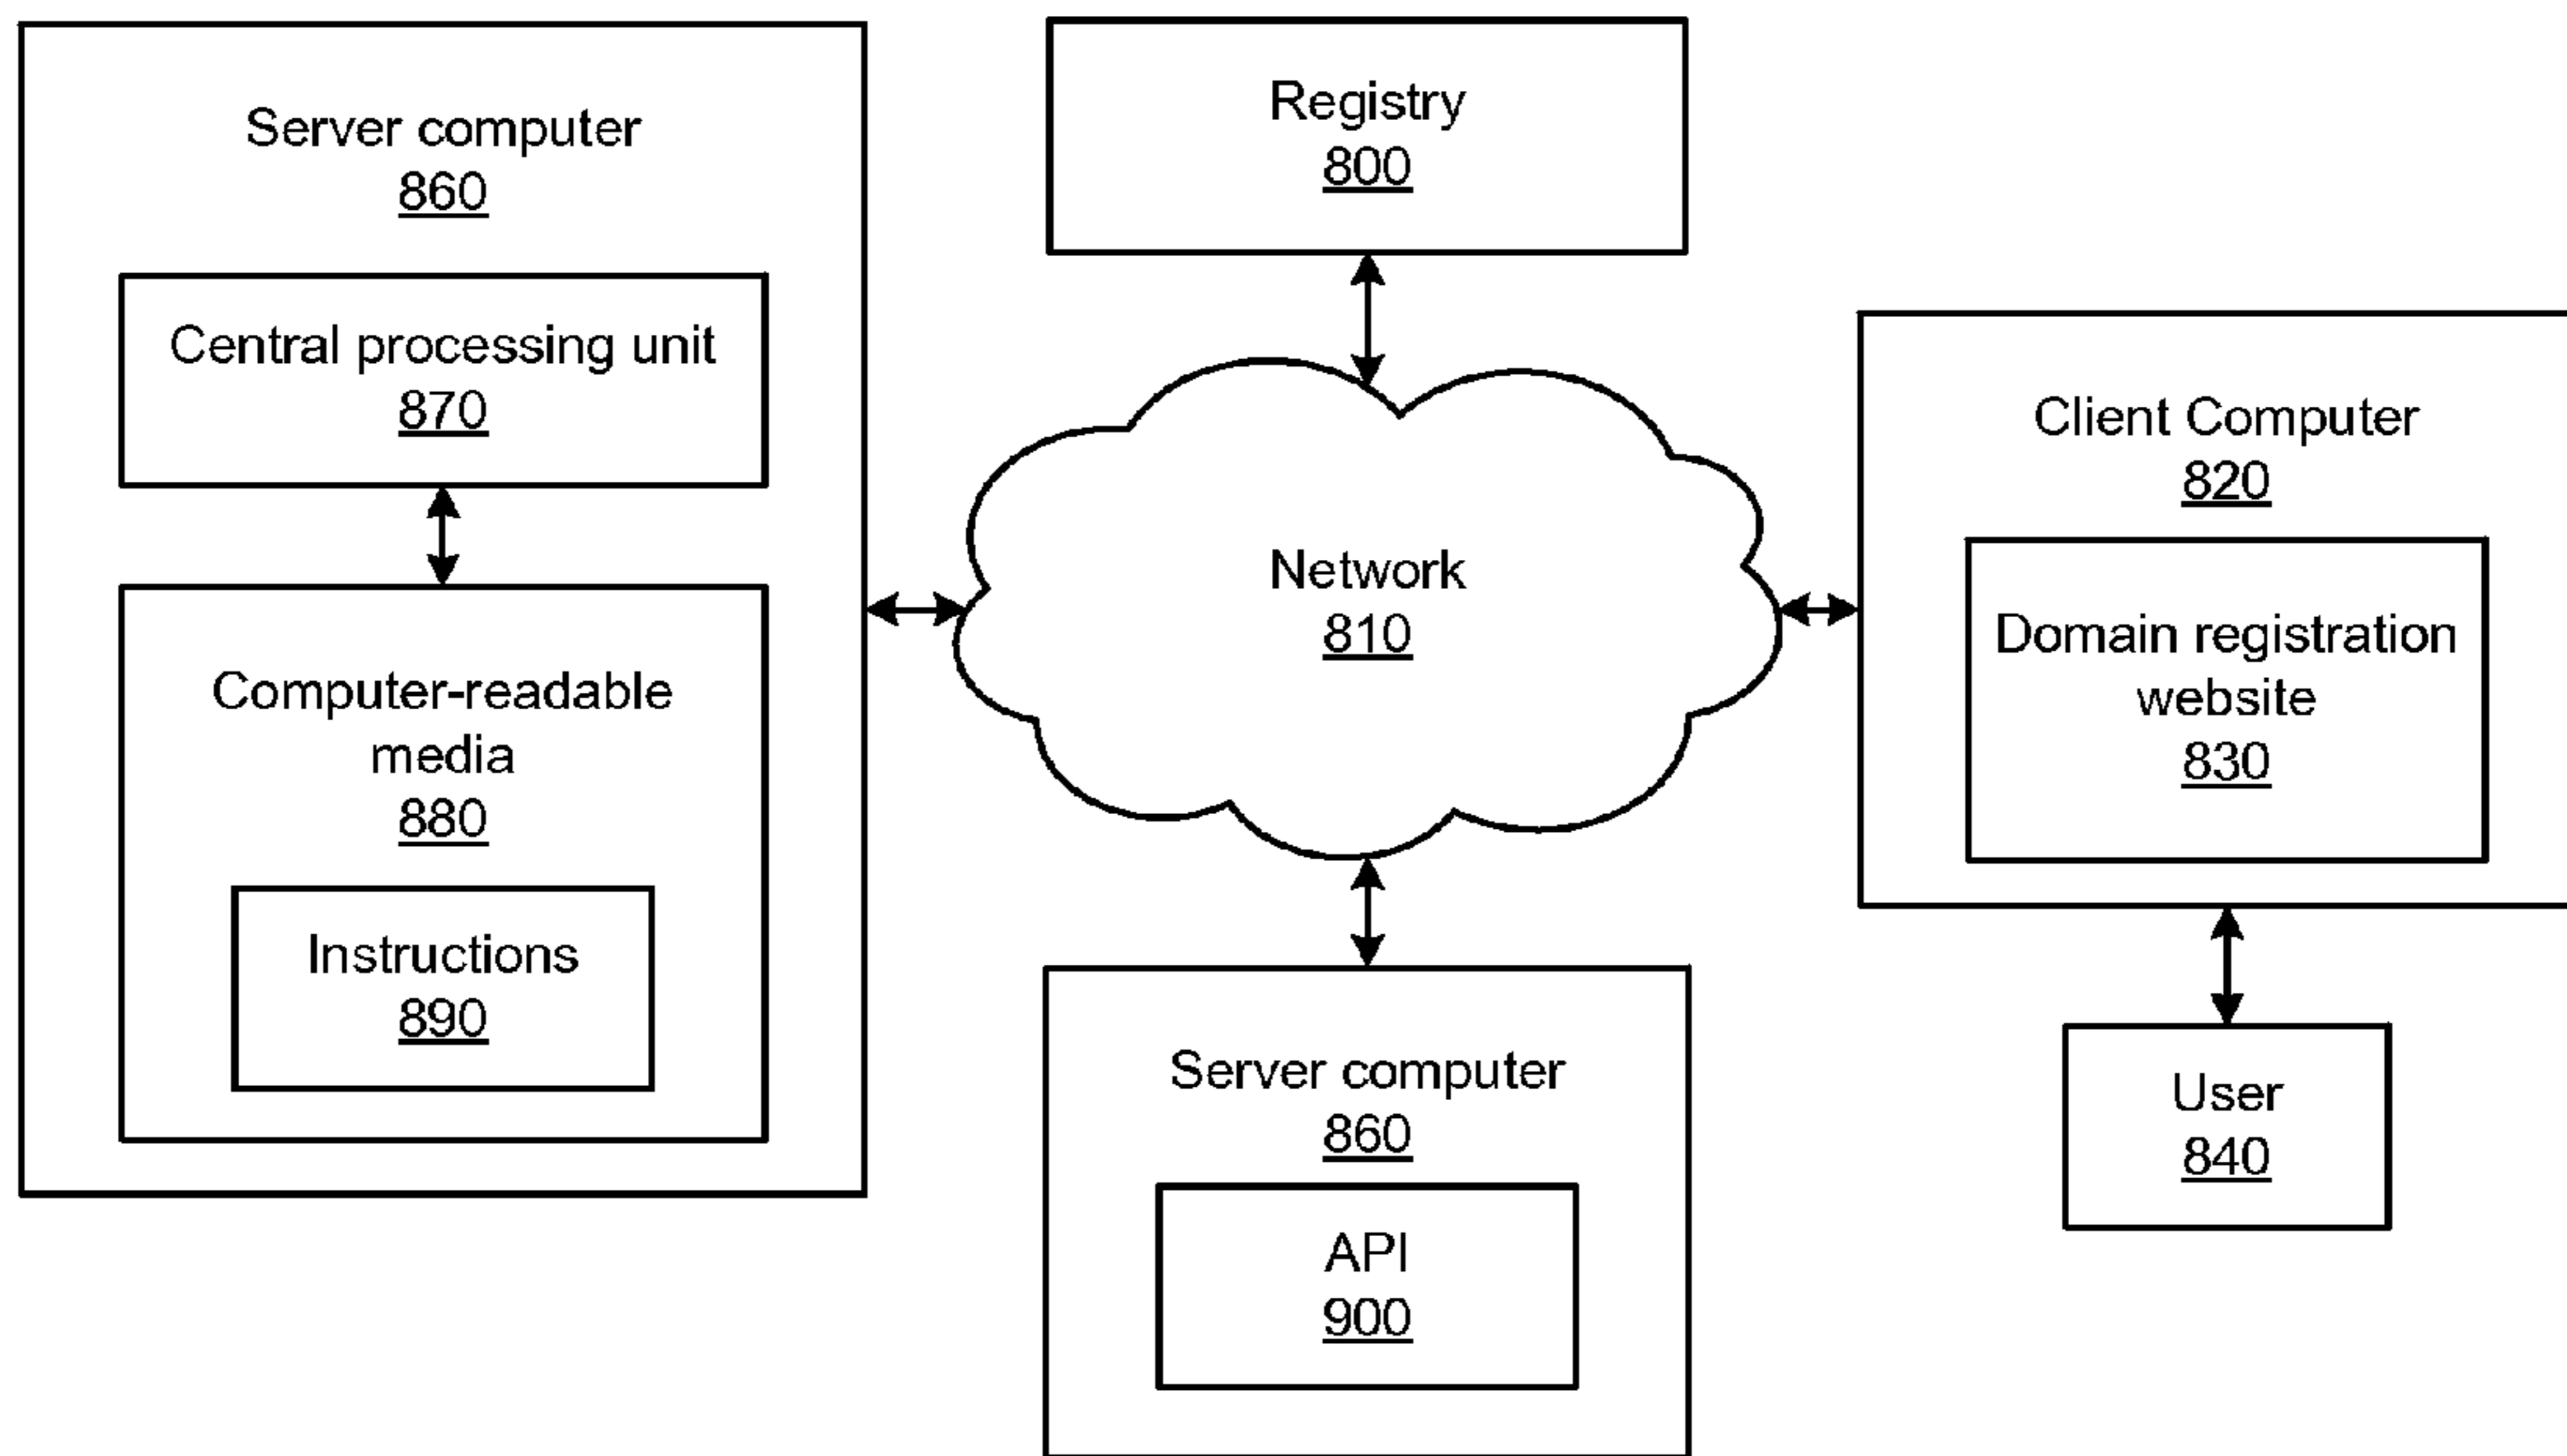 Server computer
860
Central processing unit
870
Computer-readable
media
880
Instructions
890
Registry
800
Network
810
Server computer
860
API
900
Client Computer
820
Domain registration
website
830
User
840